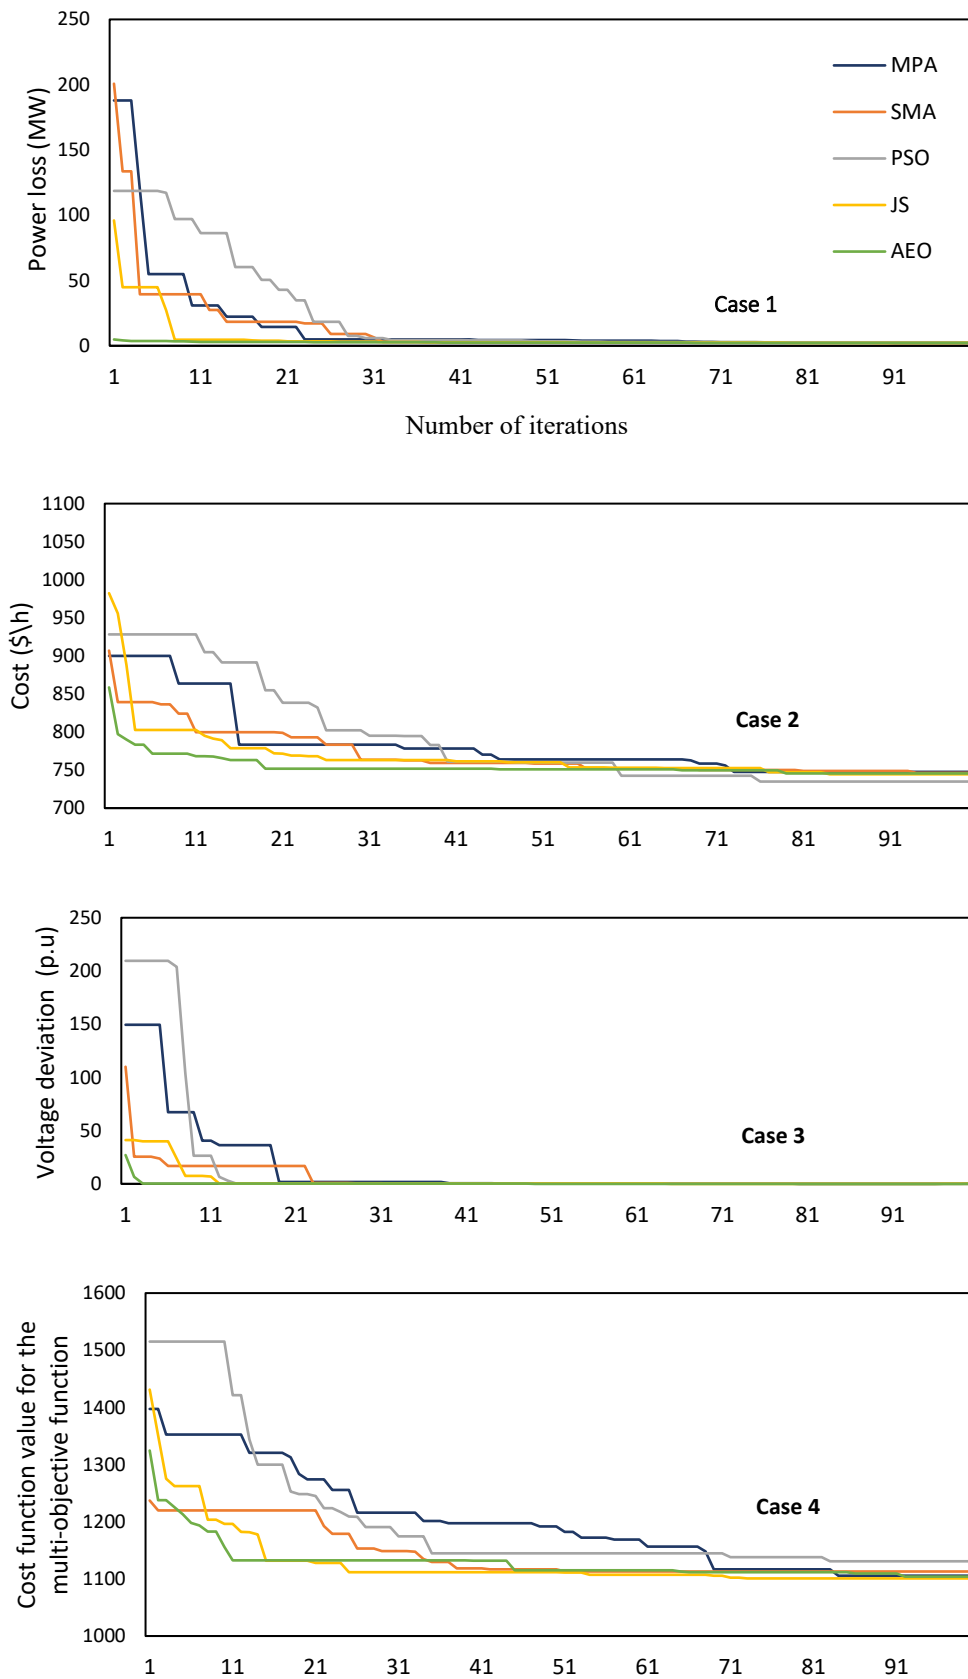 250
200
150
100
50
0
Power loss (MW)
MPA
SMA
PSO
JS
AEO
Case 1
1 11 21 31 41 51 61 71 81 91
Number of iterations
1100
1050
1000
950
900
850
800
750
700
Cost ($\h)
Case 2
1 11 21 31 41 51 61 71 81 91
250
200
150
100
50
0
Voltage deviation (p.u)
Case 3
1 11 21 31 41 51 61 71 81 91
1600
1500
1400
1300
1200
1100
1000
Cost function value for the
multi-objective function
Case 4
1 11 21 31 41 51 61 71 81 91